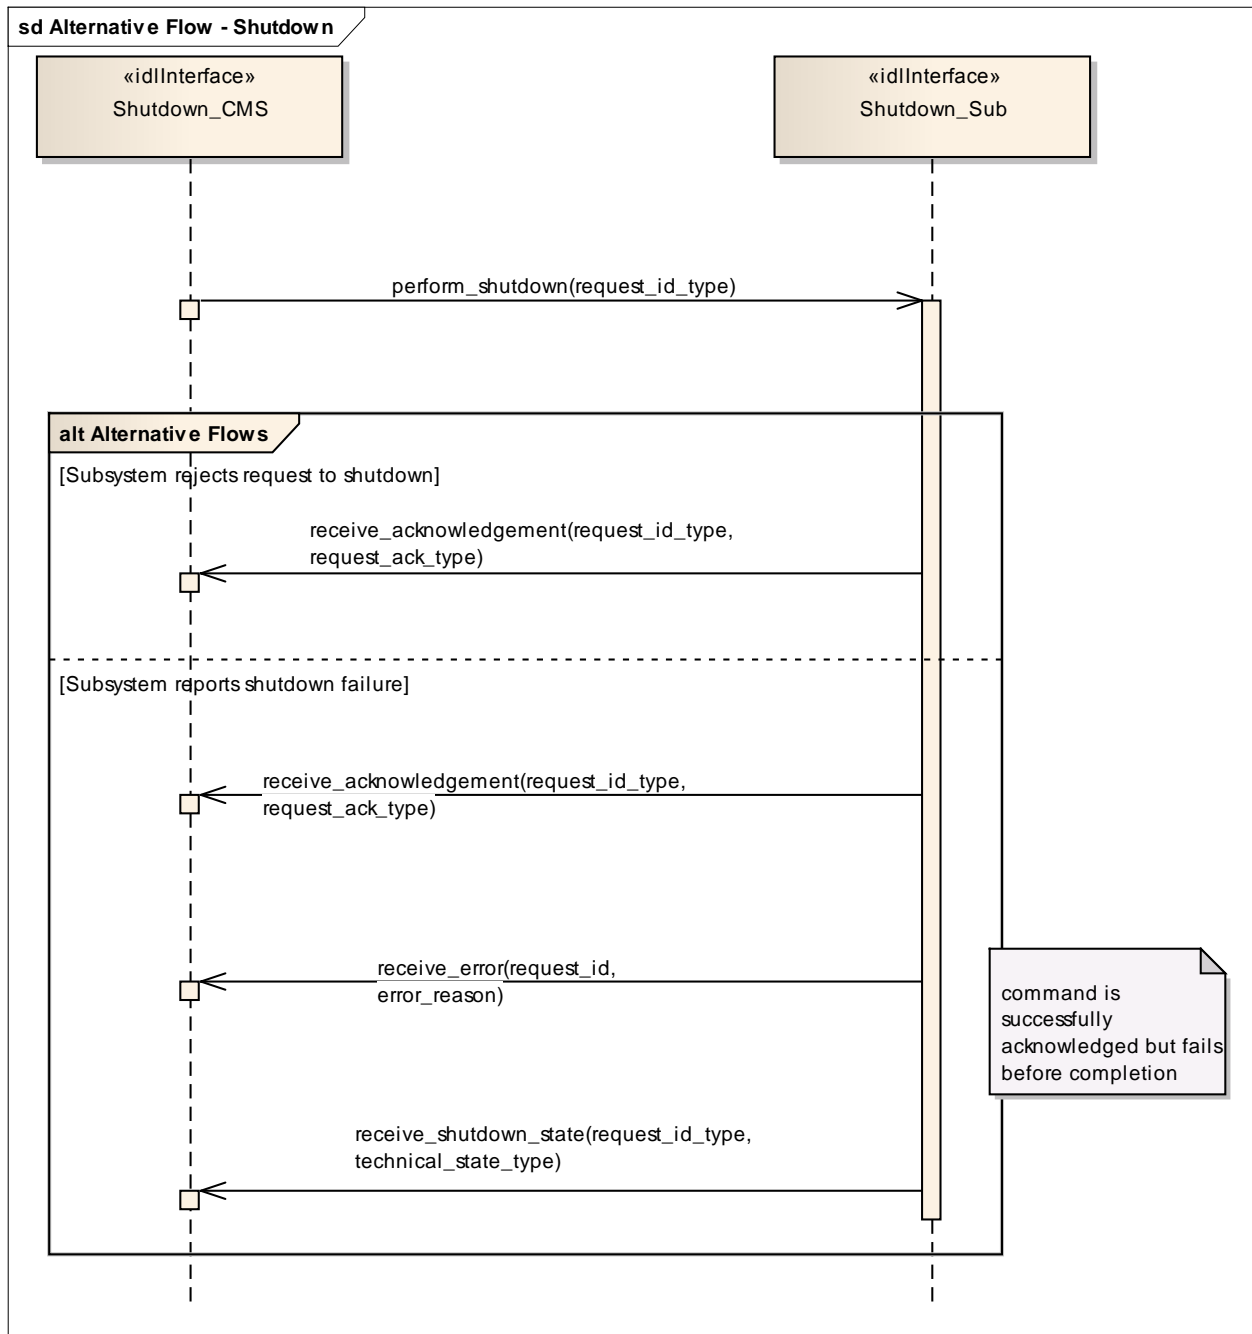 sd Alternative Flow - Shutdown
«idlInterface»
Shutdown_CMS
«idlInterface»
Shutdown_Sub
perform_shutdown(request_id_type)
alt Alternative Flows
[Subsystem rejects request to shutdown]
receive_acknowledgement(request_id_type,
request_ack_type)
[Subsystem reports shutdown failure]
receive_acknowledgement(request_id_type,
request_ack_type)
receive_error(request_id,
error_reason)
command is
successfully
acknowledged but fails
before completion
receive_shutdown_state(request_id_type,
technical_state_type)